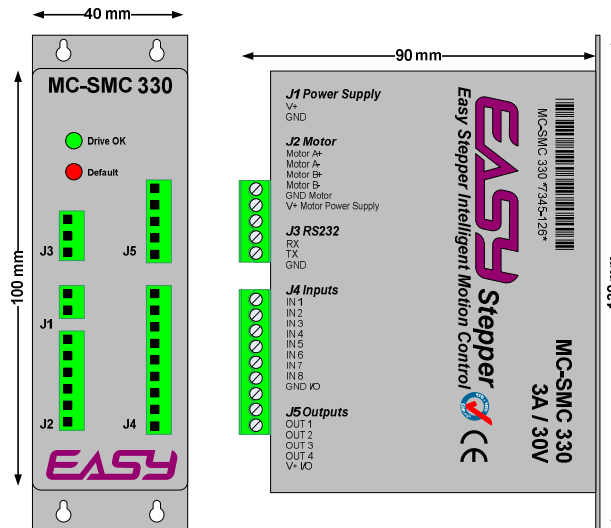 40 mm
MC-SMC 330
Drive OK
Default
J3
J5
J1
J2
J4
EASY
100 mm
90 mm
J1 Power Supply
V+
GND
J2 Motor
Motor A+
Motor A-
Motor B+
Motor B-
GND Motor
V+ Motor Power Supply
J3 RS232
RX
TX
GND
J4 Inputs
IN 1
IN 2
IN 3
IN 4
IN 5
IN 6
IN 7
IN 8
GND I/O
J5 Outputs
OUT 1
OUT 2
OUT 3
OUT 4
V+ I/O
EASY Stepper
Easy Stepper Intelligent Motion Control
MC-SMC 330 *7345-126*
MC-SMC 330
3A / 30V
CE